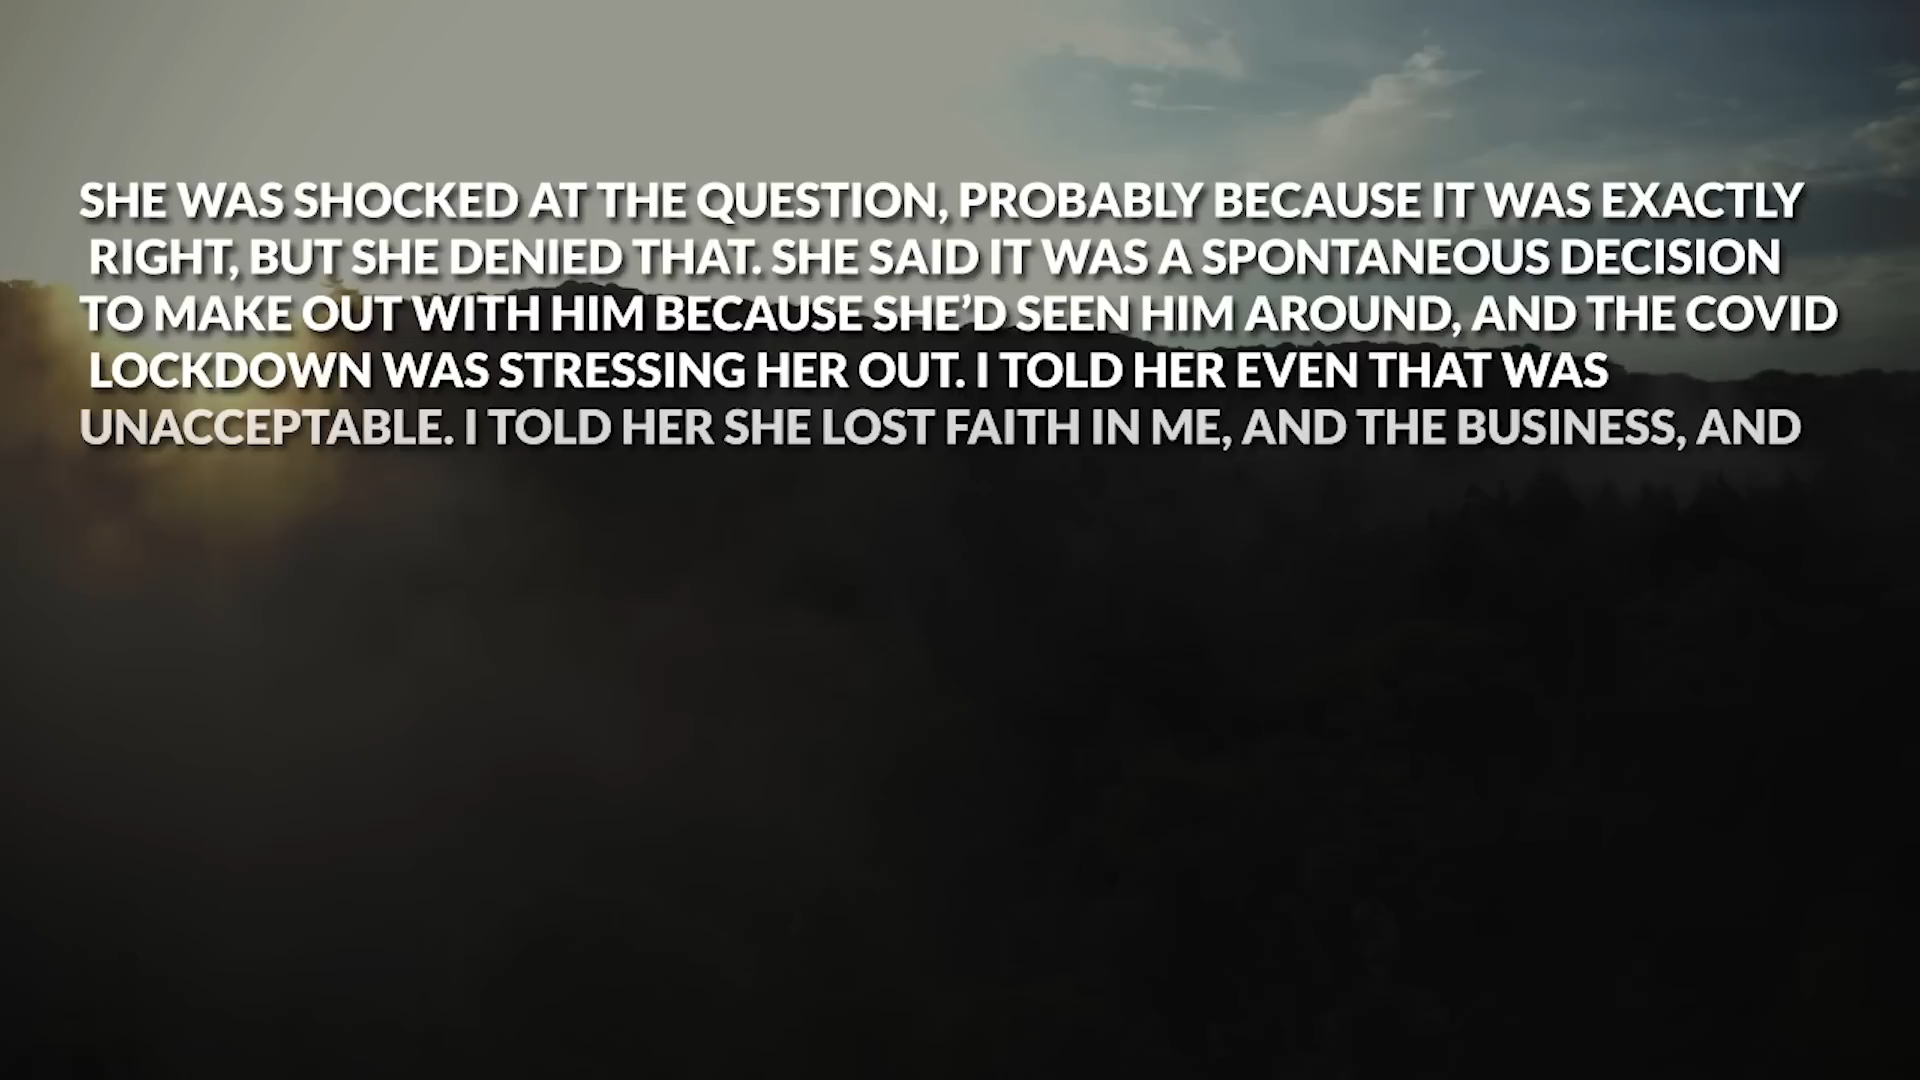 SHE WAS SHOCKED AT THE QUESTION, PROBABLY BECAUSE IT WAS EXACTLY
RIGHT, BUT SHE DENIED THAT. SHE SAID IT WAS A SPONTANEOUS DECISION
TO MAKE OUT WITH HIM BECAUSE SHE’D SEEN HIM AROUND, AND THE COVID
LOCKDOWN WAS STRESSING HER OUT. I TOLD HER EVEN THAT WAS
UNACCEPTABLE. I TOLD HER SHE LOST FAITH IN ME, AND THE BUSINESS, AND